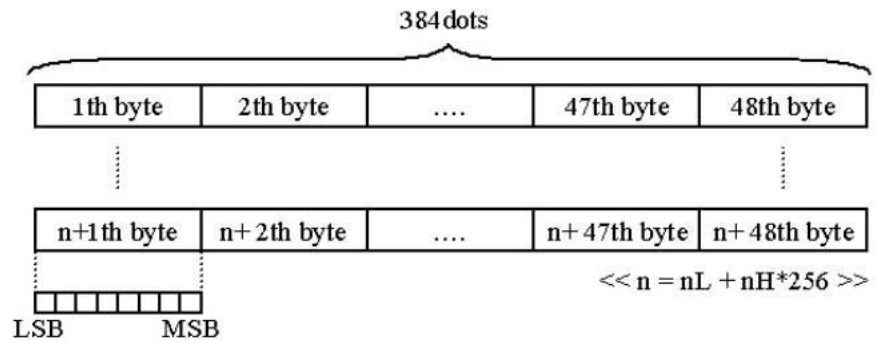 384dots
1th byte 2th byte .... 47th byte 48th byte
n+1th byte n+2th byte .... n+47th byte n+48th byte
<< n = nL + nH*256 >>
LSB MSB